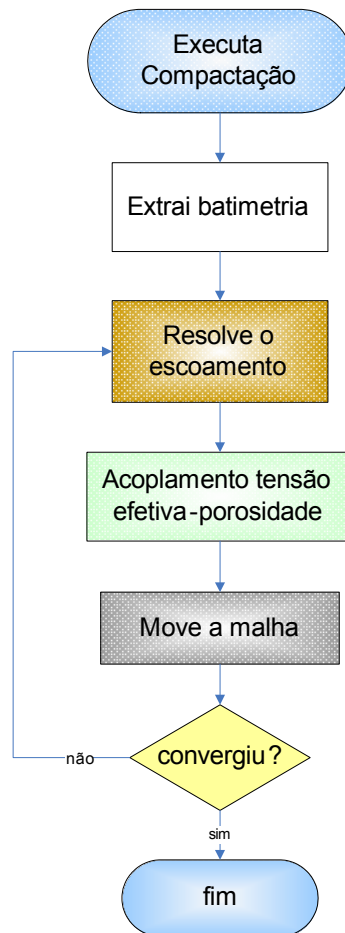 Executa
Compactação
Extrai batimetria
Resolve o
escoamento
Acoplamento tensão
efetiva-porosidade
Move a malha
convergiu?
não
sim
fim